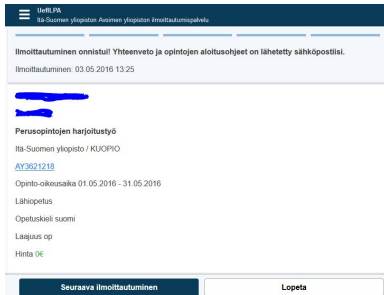 UefILPA
Itä-Suomen yliopiston Avoimen yliopiston ilmoittautumispalvelu
Ilmoittautuminen onnistui! Yhteenveto ja opintojen aloitusohjeet on lähetetty sähköpostiisi.
Ilmoittautuminen: 03.05.2016 13:25
Perusopintojen harjoitustyö
Itä-Suomen yliopisto / KUOPIO
AY3621218
Opinto-oikeusaika 01.05.2016 - 31.05.2016
Lähiopetus
Opetuskieli suomi
Laajuus op
Hinta 0€
Seuraava ilmoittautuminen
Lopeta